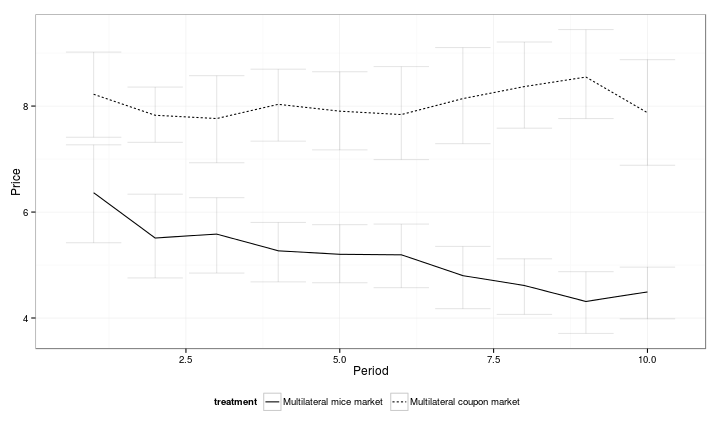 Price
8
6
4
2.5 5.0 7.5 10.0
Period
treatment Multilateral mice market Multilateral coupon market